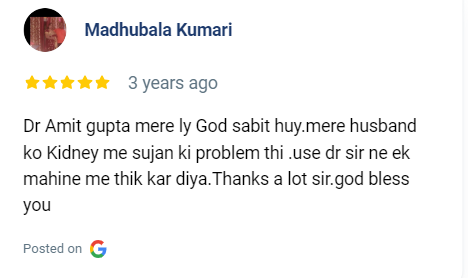 Madhubala Kumari
3 years ago
Dr Amit gupta mere ly God sabit huy.mere husband
ko Kidney me sujan ki problem thi .use dr sir ne ek
mahine me thik kar diya.Thanks a lot sir.god bless
you
Posted on